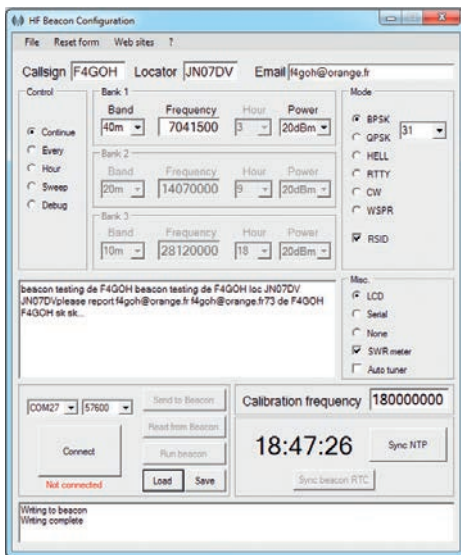 HF Beacon Configuration
File Reset form Web sites ?
Callsign F4GOH Locator JN07DV Email f4goh@orange.fr
Control
Continue
Every
Hour
Sweep
Debug
Bank 1
Band Frequency Hour Power
40m 7041500 3 20dBm
Bank 2
Band Frequency Hour Power
20m 14070000 9 20dBm
Bank 3
Band Frequency Hour Power
10m 28120000 18 20dBm
Mode
BPSK
31
QPSK
HELL
RTTY
CW
WSPR
RSID
beacon testing de F4GOH beacon testing de F4GOH loc JN07DV
JN07DVplease report f4goh@orange.fr f4goh@orange.fr73 de F4GOH
F4GOH sk sk...
Misc.
LCD
Serial
None
SWR meter
Auto tuner
COM27 57600
Connect
Not connected
Send to Beacon
Read from Beacon
Run beacon
Load Save
Calibration frequency 180000000
18:47:26 Sync NTP
Sync beacon RTC
Writing to beacon
Writing complete